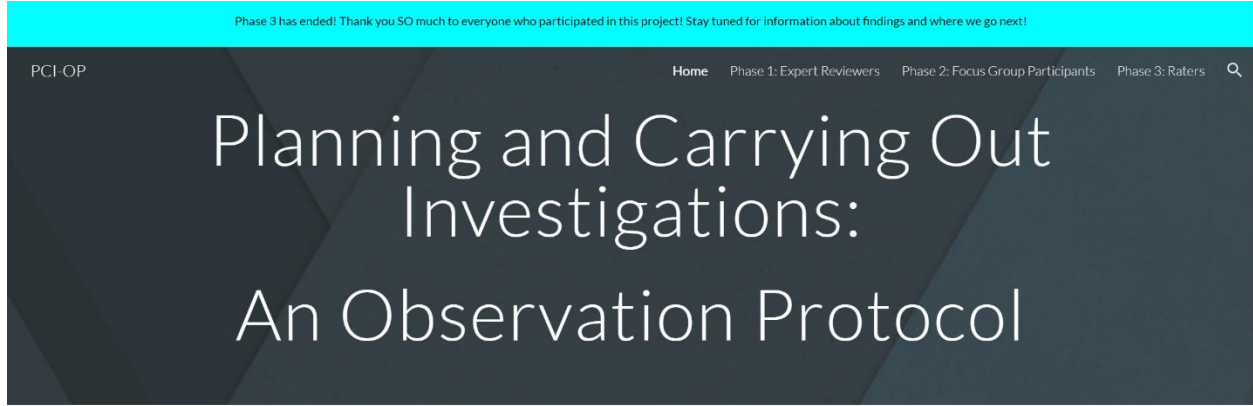 Phase 3 has ended! Thank you SO much to everyone who participated in this project! Stay tuned for information about findings and where we go next!
PCI-OP
Home Phase 1: Expert Reviewers Phase 2: Focus Group Participants Phase 3: Raters
Planning and Carrying Out
Investigations:
An Observation Protocol